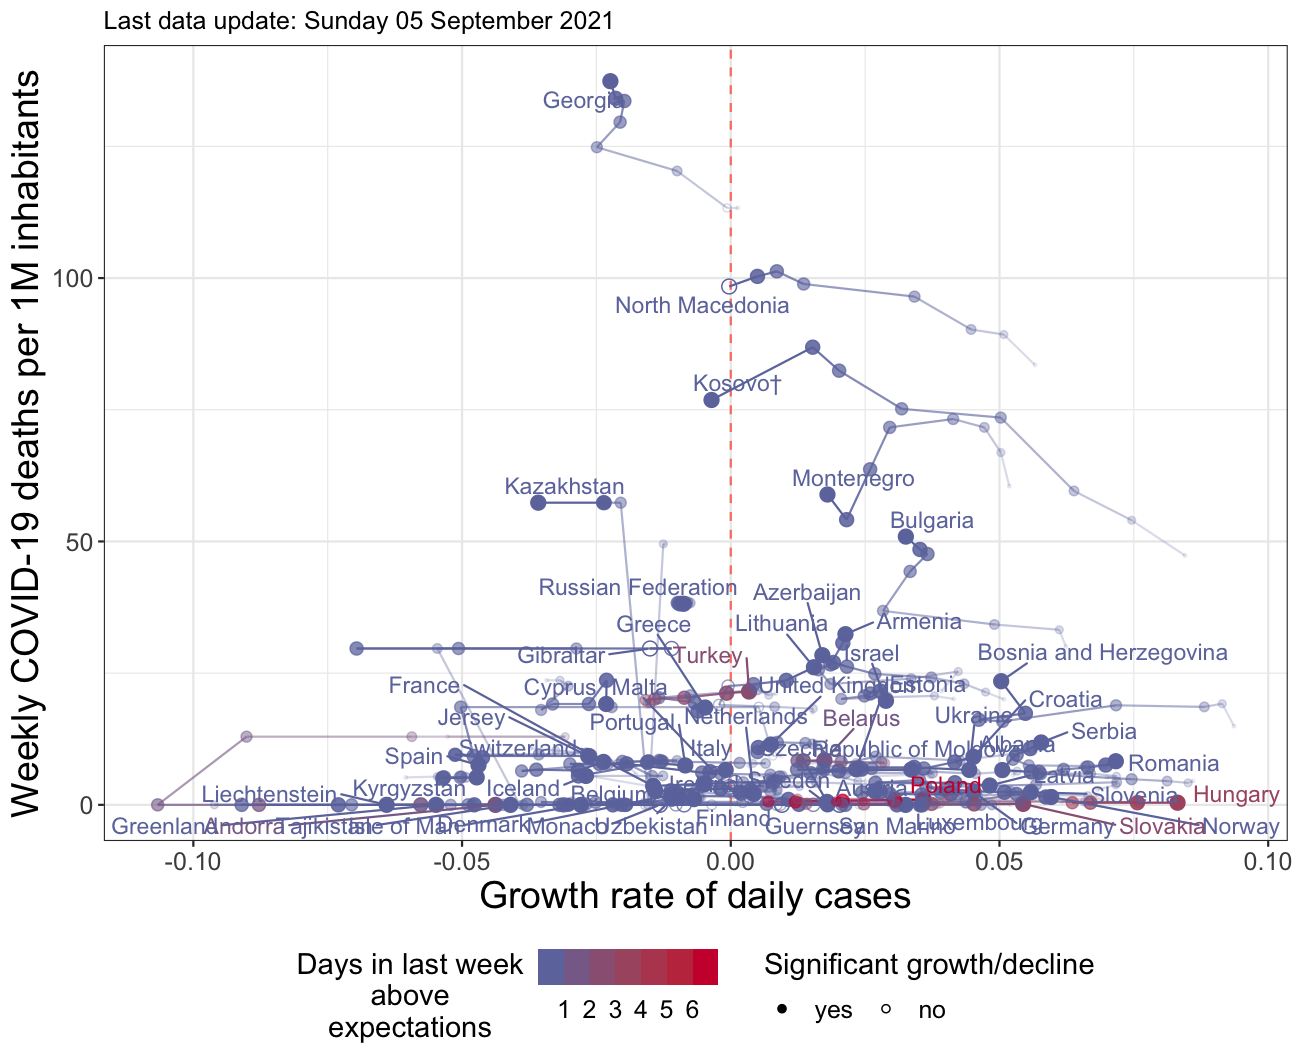 Last data update: Sunday 05 September 2021
Weekly COVID-19 deaths per 1M inhabitants
100
50
0
Georgia
North Macedonia
Kosovo†
Kazakhstan
Montenegro
Bulgaria
Russian Federation
Azerbaijan
Greece
Lithuania
Armenia
Gibraltar
Turkey
Israel
Bosnia and Herzegovina
France
Cyprus
Malta
United Kingdom
Estonia
Croatia
Jersey
Portugal
Netherlands
Belarus
Ukraine
Serbia
Spain
Switzerland
Italy
Czechia
Republic of Moldova
Albania
Romania
Liechtenstein
Kyrgyzstan
Iceland
Belgium
Ireland
Sweden
Austria
Poland
Latvia
Slovenia
Hungary
Greenland
Andorra
Tajikistan
Isle of Man
Denmark
Monaco
Uzbekistan
Finland
Guernsey
San Marino
Luxembourg
Germany
Slovakia
Norway
-0.10
-0.05
0.00
0.05
0.10
Growth rate of daily cases
Days in last week
above
expectations
1 2 3 4 5 6
Significant growth/decline
yes
no